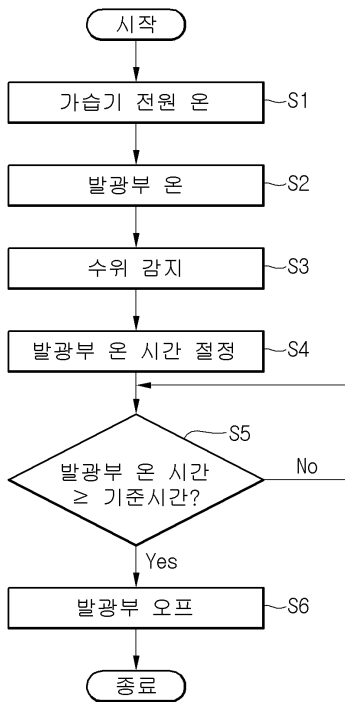 시작
가습기 전원 온
S1
발광부 온
S2
수위 감지
S3
발광부 온 시간 절정
S4
S5
발광부 온 시간
≥ 기준시간?
No
Yes
발광부 오프
S6
종료